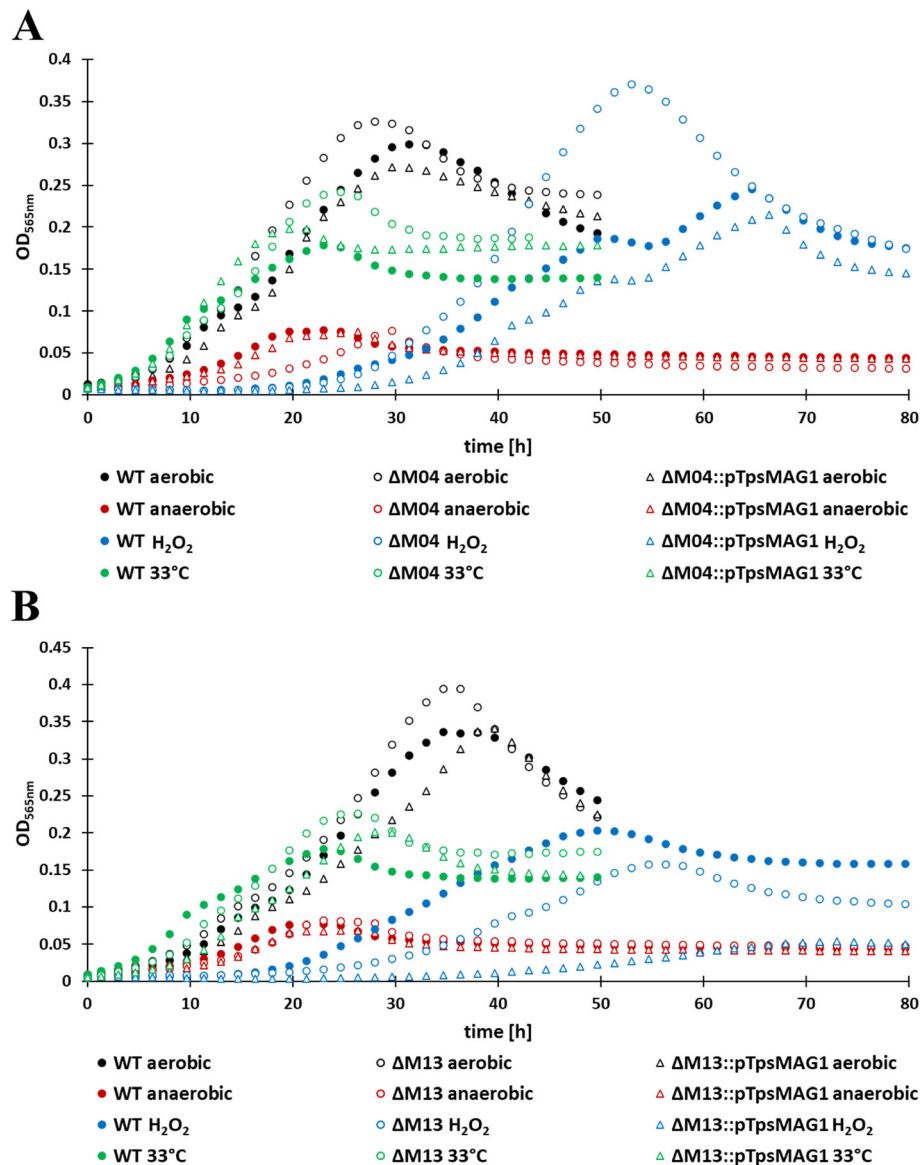 A
0.4
0.35
0.3
0.25
0.2
0.15
0.1
0.05
0
OD565nm
0 10 20 30 40 50 60 70 80
time [h]
WT aerobic ΔM04 aerobic ΔM04::pTpsMAG1 aerobic
WT anaerobic ΔM04 anaerobic ΔM04::pTpsMAG1 anaerobic
WT H₂O₂ ΔM04 H₂O₂ ΔM04::pTpsMAG1 H₂O₂
WT 33°C ΔM04 33°C ΔM04::pTpsMAG1 33°C
B
0.45
0.4
0.35
0.3
0.25
0.2
0.15
0.1
0.05
0
OD565nm
0 10 20 30 40 50 60 70 80
time [h]
WT aerobic ΔM13 aerobic ΔM13::pTpsMAG1 aerobic
WT anaerobic ΔM13 anaerobic ΔM13::pTpsMAG1 anaerobic
WT H₂O₂ ΔM13 H₂O₂ ΔM13::pTpsMAG1 H₂O₂
WT 33°C ΔM13 33°C ΔM13::pTpsMAG1 33°C